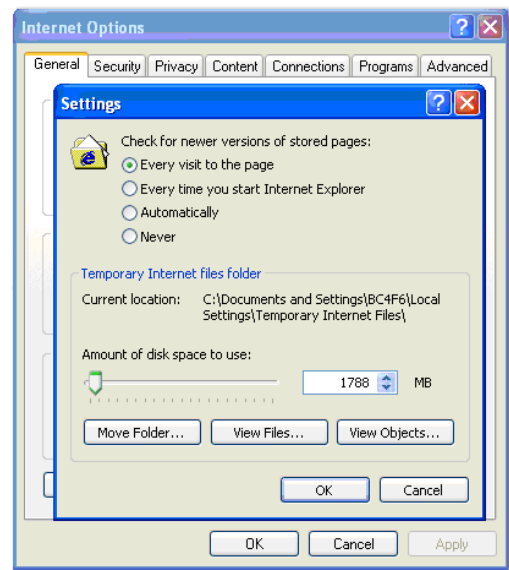 Internet Options
General Security Privacy Content Connections Programs Advanced
Settings
Check for newer versions of stored pages:
Every visit to the page
Every time you start Internet Explorer
Automatically
Never
Temporary Internet files folder
Current location: C:\Documents and Settings\BC4F6\Local
Settings\Temporary Internet Files\
Amount of disk space to use:
1788 MB
Move Folder... View Files... View Objects...
OK Cancel
OK Cancel Apply